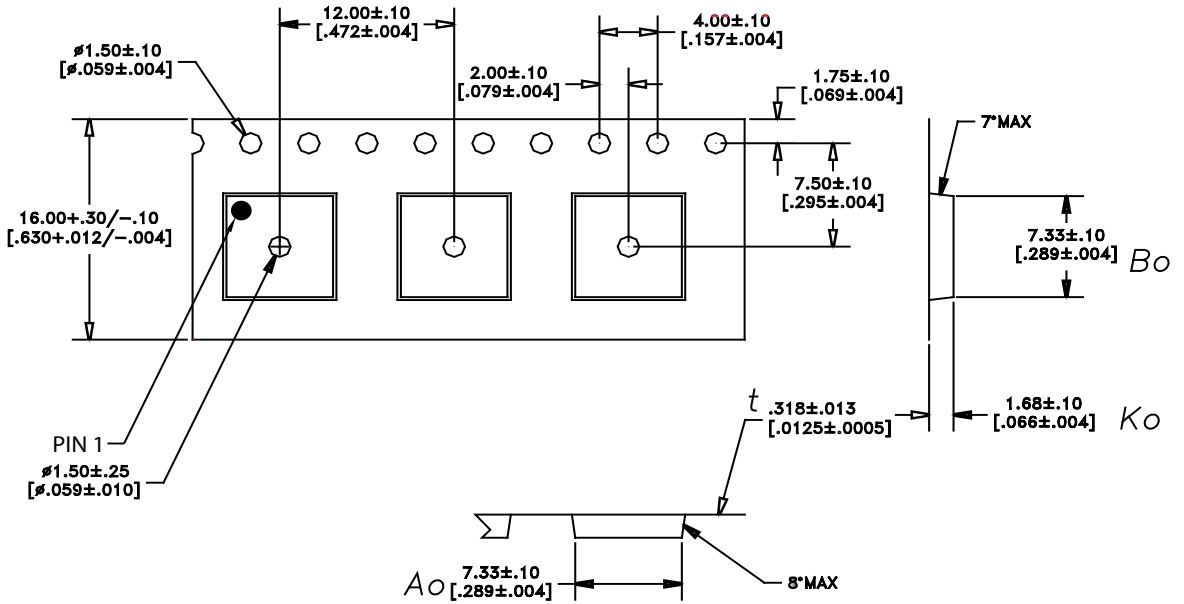 12.00±.10
[.472±.004]
4.00±.10
[.157±.004]
ø1.50±.10
[ø.059±.004]
2.00±.10
[.079±.004]
1.75±.10
[.069±.004]
7°MAX
16.00+.30/-.10
[.630+.012/-.004]
7.50±.10
[.295±.004]
7.33±.10
[.289±.004]
Bo
t
.318±.013
[.0125±.0005]
1.68±.10
[.066±.004]
Ko
PIN 1
ø1.50±.25
[ø.059±.010]
Ao
7.33±.10
[.289±.004]
8°MAX